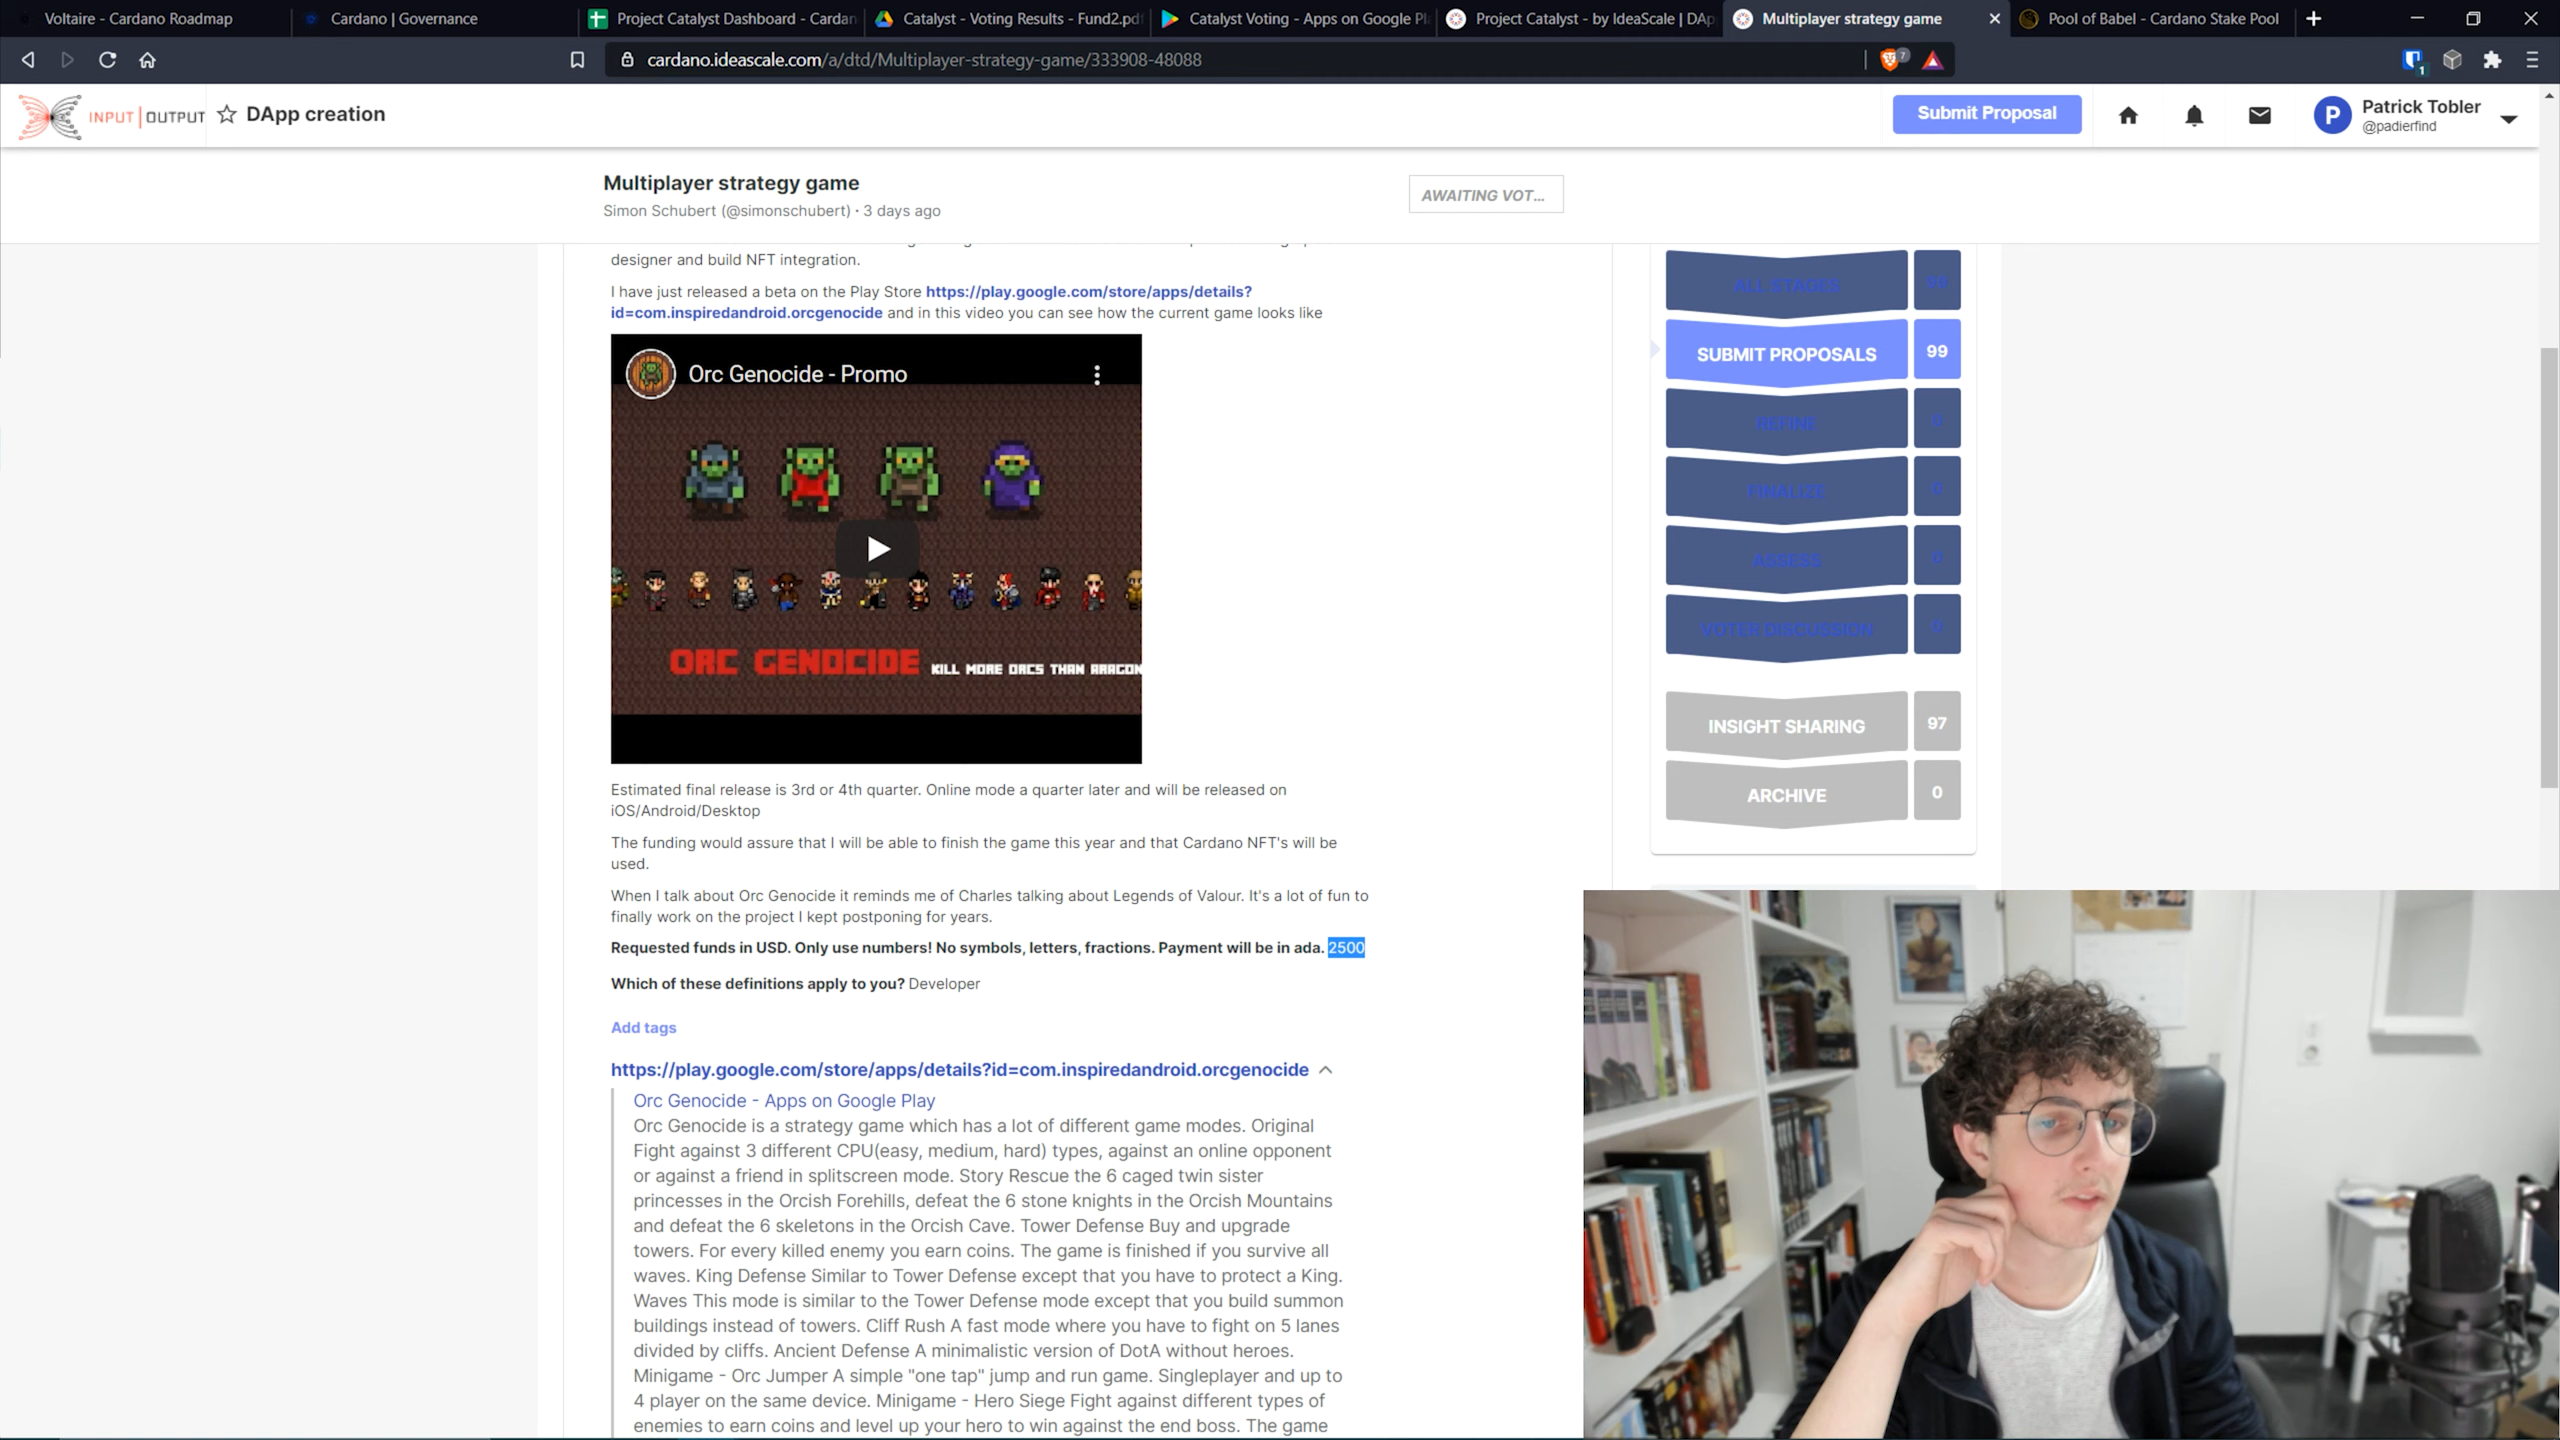 Voltaire - Cardano Roadmap
Cardano | Governance
Project Catalyst Dashboard - Cardan
Catalyst - Voting Results - Fund2.pdf
Catalyst Voting - Apps on Google Pl
Project Catalyst - by IdeaScale | DAp
Multiplayer strategy game
Pool of Babel - Cardano Stake Pool
cardano.ideascale.com/a/dtd/Multiplayer-strategy-game/333908-48088
7
1
INPUT | OUTPUT
DApp creation
Submit Proposal
P
Patrick Tobler
@padierfind
Multiplayer strategy game
Simon Schubert (@simonschubert) · 3 days ago
AWAITING VOT...
designer and build NFT integration.
I have just released a beta on the Play Store https://play.google.com/store/apps/details?
id=com.inspiredandroid.orcgenocide and in this video you can see how the current game looks like
Orc Genocide - Promo
ORC GENOCIDE KILL MORE ORCS THAN ARAGON
Estimated final release is 3rd or 4th quarter. Online mode a quarter later and will be released on
iOS/Android/Desktop
The funding would assure that I will be able to finish the game this year and that Cardano NFT's will be
used.
When I talk about Orc Genocide it reminds me of Charles talking about Legends of Valour. It's a lot of fun to
finally work on the project I kept postponing for years.
Requested funds in USD. Only use numbers! No symbols, letters, fractions. Payment will be in ada. 2500
Which of these definitions apply to you? Developer
Add tags
https://play.google.com/store/apps/details?id=com.inspiredandroid.orcgenocide
Orc Genocide - Apps on Google Play
Orc Genocide is a strategy game which has a lot of different game modes. Original
Fight against 3 different CPU(easy, medium, hard) types, against an online opponent
or against a friend in splitscreen mode. Story Rescue the 6 caged twin sister
princesses in the Orcish Forehills, defeat the 6 stone knights in the Orcish Mountains
and defeat the 6 skeletons in the Orcish Cave. Tower Defense Buy and upgrade
towers. For every killed enemy you earn coins. The game is finished if you survive all
waves. King Defense Similar to Tower Defense except that you have to protect a King.
Waves This mode is similar to the Tower Defense mode except that you build summon
buildings instead of towers. Cliff Rush A fast mode where you have to fight on 5 lanes
divided by cliffs. Ancient Defense A minimalistic version of DotA without heroes.
Minigame - Orc Jumper A simple "one tap" jump and run game. Singleplayer and up to
4 player on the same device. Minigame - Hero Siege Fight against different types of
enemies to earn coins and level up your hero to win against the end boss. The game
ALL STAGES 99
SUBMIT PROPOSALS 99
REFINE 0
FINALIZE 0
ASSESS 0
VOTER DISCUSSION 0
INSIGHT SHARING 97
ARCHIVE 0